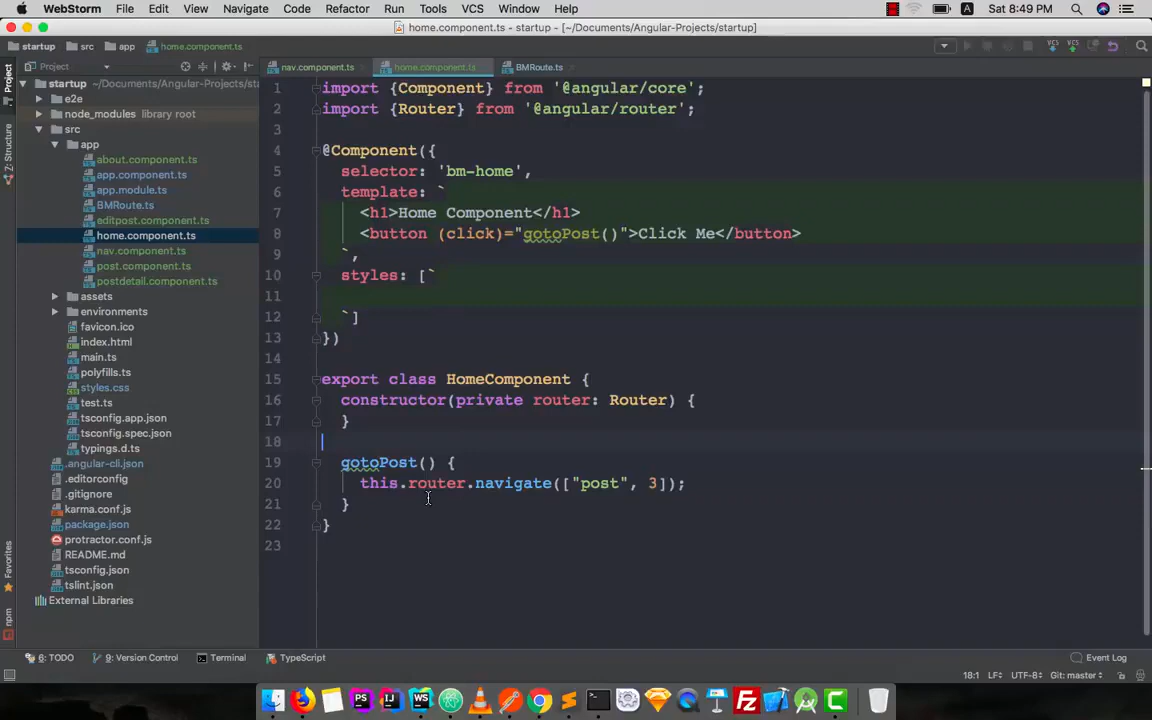 WebStorm File Edit View Navigate Code Refactor Run Tools VCS Window Help A Sat 8:49 PM
home.component.ts - startup - [~/Documents/Angular-Projects/startup]
startup src app home.component.ts
Project nav.component.ts home.component.ts BMRoute.ts
1: Project
Z: Structure
Favorites
npm
startup ~/Documents/Angular-Projects/sta
e2e
node_modules library root
src
app
about.component.ts
app.component.ts
app.module.ts
BMRoute.ts
editpost.component.ts
home.component.ts
nav.component.ts
post.component.ts
postdetail.component.ts
assets
environments
favicon.ico
index.html
main.ts
polyfills.ts
styles.css
test.ts
tsconfig.app.json
tsconfig.spec.json
typings.d.ts
.angular-cli.json
.editorconfig
.gitignore
karma.conf.js
package.json
protractor.conf.js
README.md
tsconfig.json
tslint.json
External Libraries
1 import {Component} from '@angular/core';
2 import {Router} from '@angular/router';
3
4 @Component({
5 selector: 'bm-home',
6 template: `
7 <h1>Home Component</h1>
8 <button (click)="gotoPost()">Click Me</button>
9 `,
10 styles: [`
11
12 `]
13 })
14
15 export class HomeComponent {
16 constructor(private router: Router) {
17 }
18
19 gotoPost() {
20 this.router.navigate(["post", 3]);
21 }
22 }
23
6: TODO 9: Version Control Terminal TypeScript Event Log
18:1 LF÷ UTF-8÷ Git: master÷
PS IJ WS Fz C